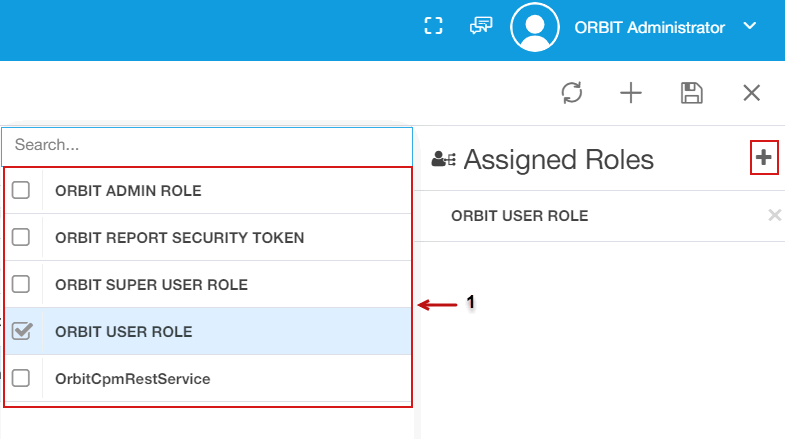 ORBIT Administrator
Search...
Assigned Roles
ORBIT ADMIN ROLE
ORBIT USER ROLE
ORBIT REPORT SECURITY TOKEN
ORBIT SUPER USER ROLE
1
ORBIT USER ROLE
OrbitCpmRestService